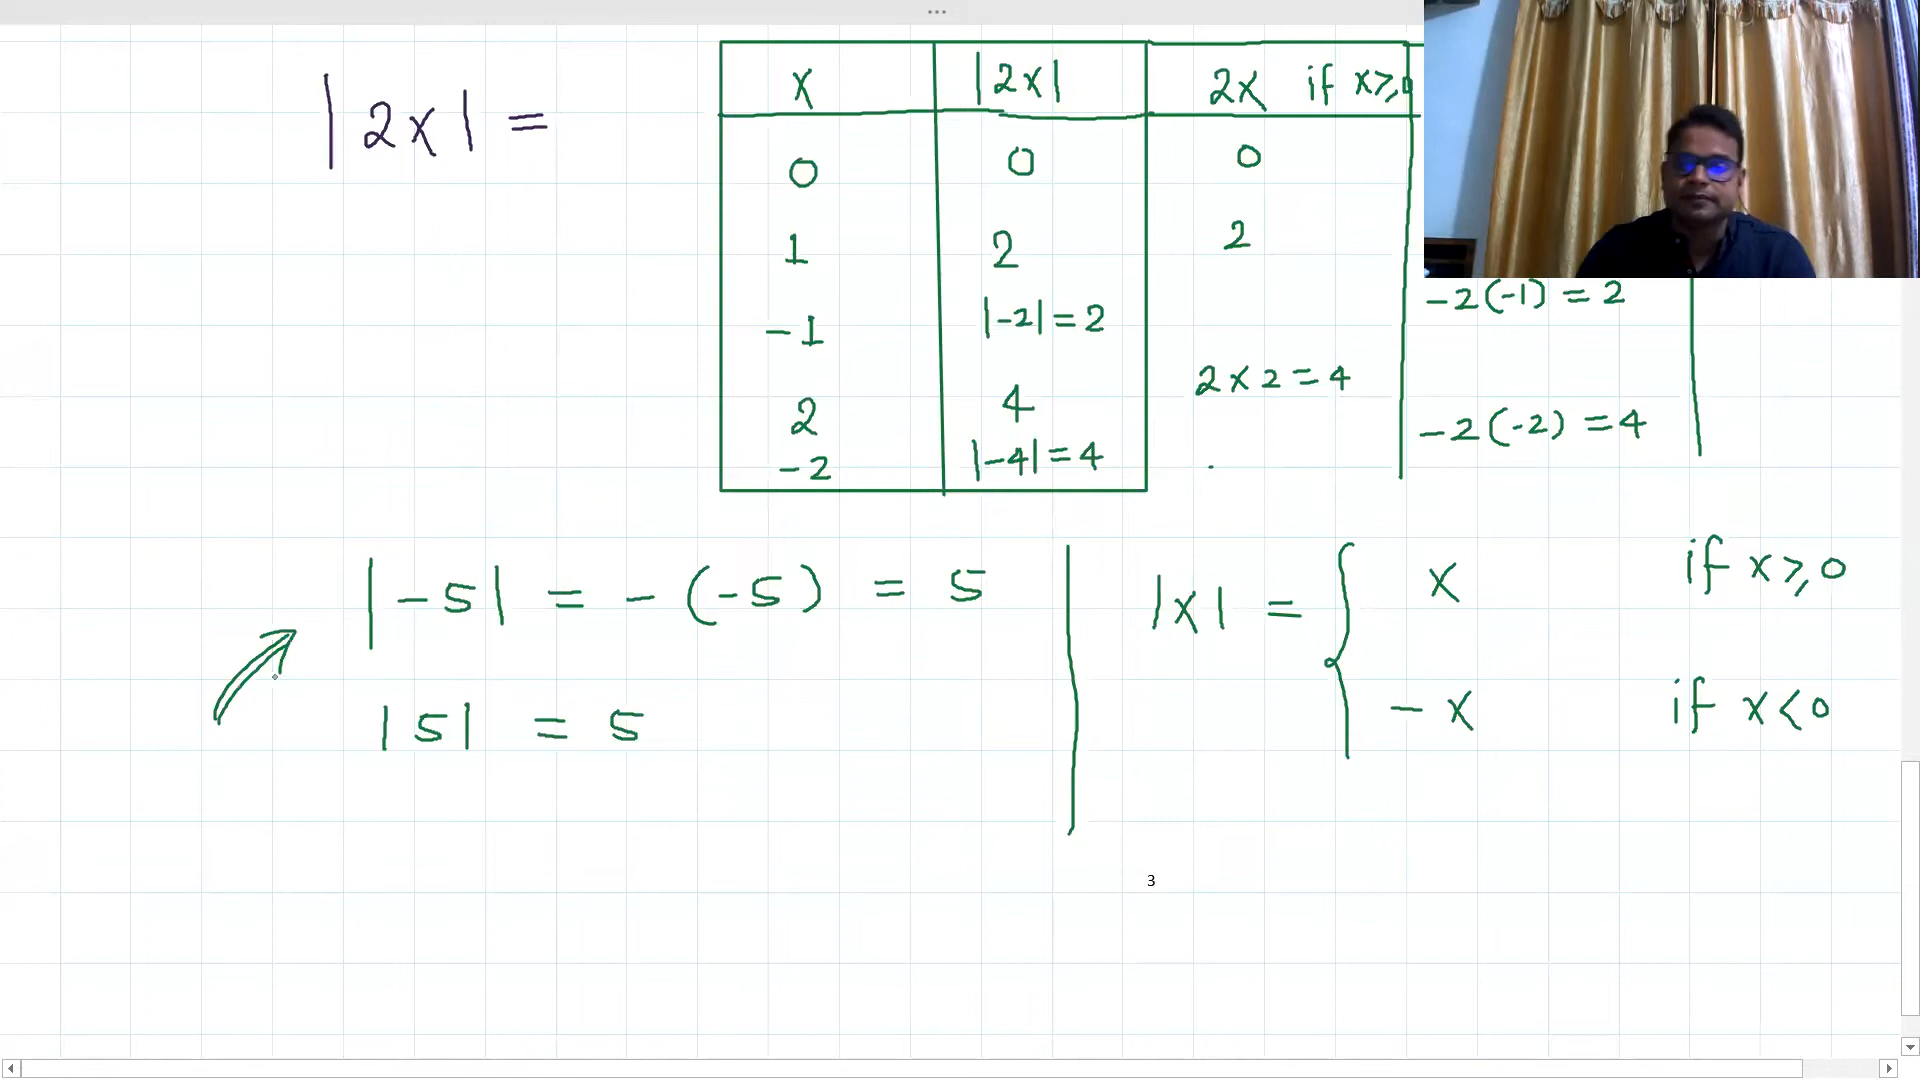 |2x| =
x |2x| 2x if x⩾0
0 0 0
1 2 2
-1 |-2| = 2 -2(-1) = 2
2 4 2 x 2 = 4
-2 |-4| = 4 -2(-2) = 4
|-5| = - (-5) = 5
|5| = 5
|x| = { x if x⩾0
-x if x<0
3